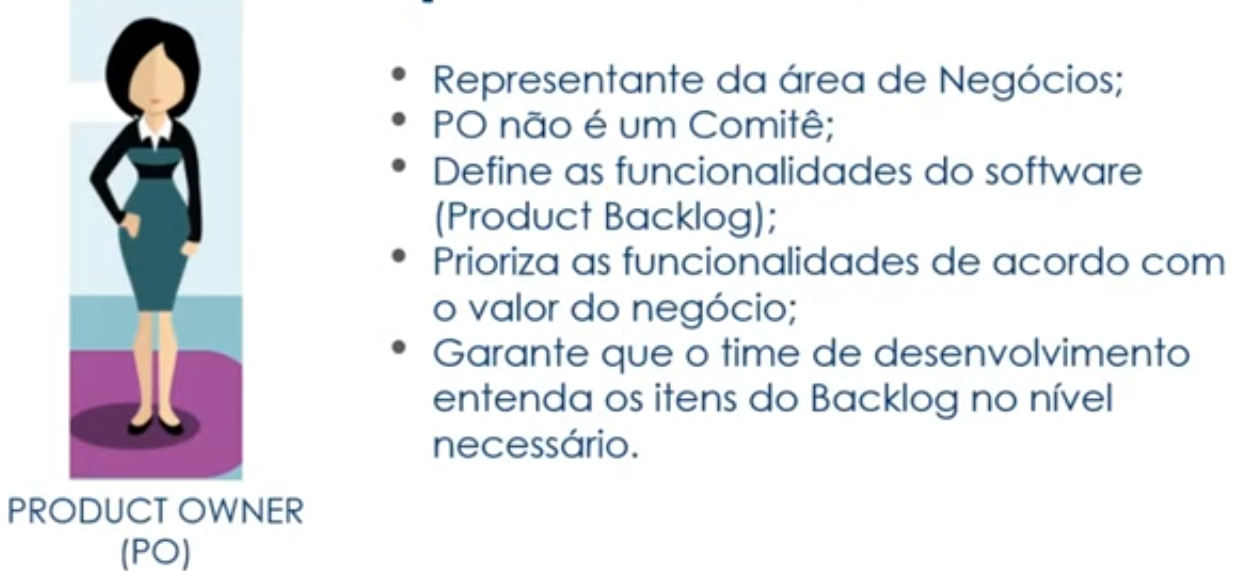 • Representante da área de Negócios;
• PO não é um Comitê;
• Define as funcionalidades do software
(Product Backlog);
• Prioriza as funcionalidades de acordo com
o valor do negócio;
• Garante que o time de desenvolvimento
entenda os itens do Backlog no nível
necessário.
PRODUCT OWNER
(PO)